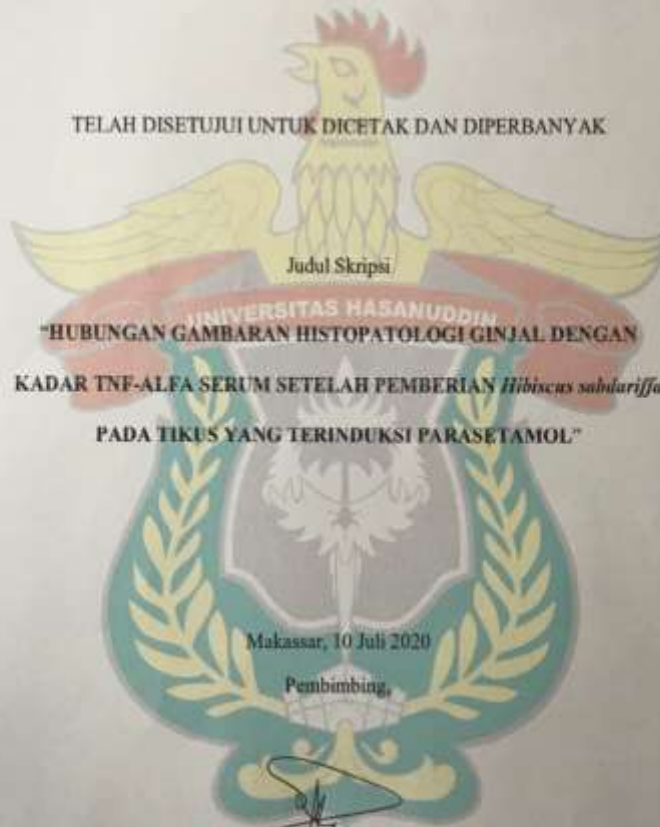 TELAH DISETUJUI UNTUK DICETAK DAN DIPERBANYAK
Judul Skripsi
UNIVERSITAS HASANUDDIN
"HUBUNGAN GAMBARAN HISTOPATOLOGI GINJAL DENGAN
KADAR TNF-ALFA SERUM SETELAH PEMBERIAN Hibiscus sabdariffa
PADA TIKUS YANG TERINDUKSI PARASETAMOL"
Makassar, 10 Juli 2020
Pembimbing,